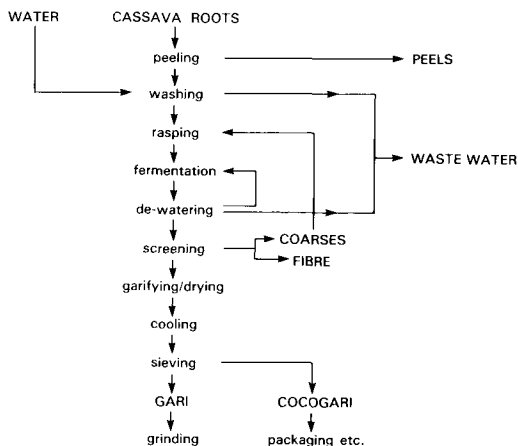 WATER CASSAVA ROOTS
peeling PEELS
washing
rasping
WASTE WATER
fermentation
de-watering
COARSES
screening
FIBRE
garifying/drying
cooling
sieving
GARI COCOGARI
grinding packaging etc.